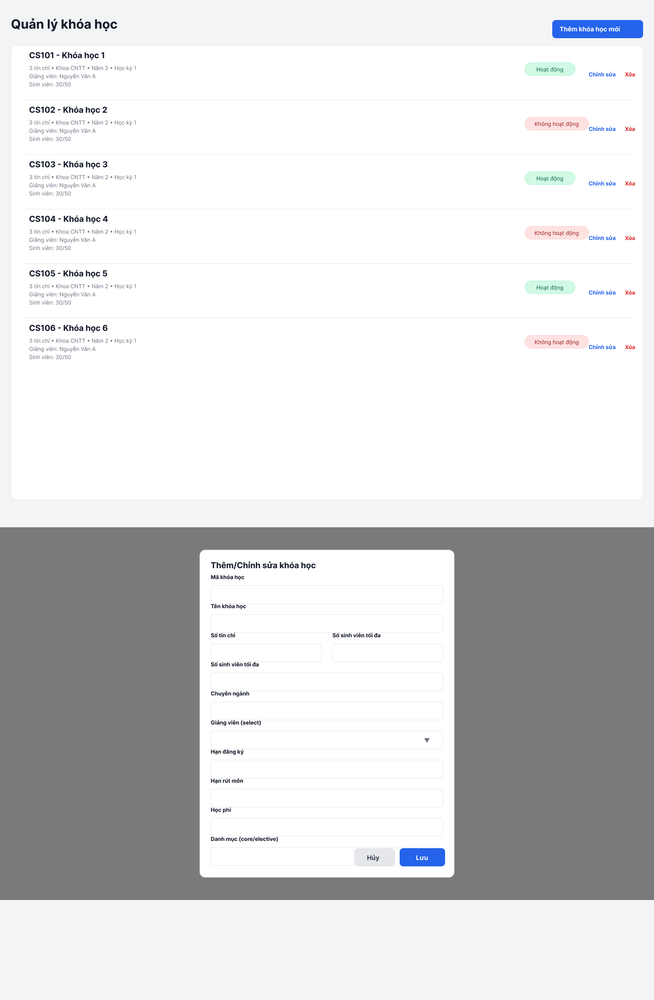 Quản lý khóa học
Thêm khóa học mới
CS101 - Khóa học 1
3 tín chỉ • Khoa CNTT • Năm 2 • Học kỳ 1
Giảng viên: Nguyễn Văn A
Sinh viên: 30/50
Hoạt động
Chỉnh sửa
Xóa
CS102 - Khóa học 2
3 tín chỉ • Khoa CNTT • Năm 2 • Học kỳ 1
Giảng viên: Nguyễn Văn A
Sinh viên: 30/50
Không hoạt động
Chỉnh sửa
Xóa
CS103 - Khóa học 3
3 tín chỉ • Khoa CNTT • Năm 2 • Học kỳ 1
Giảng viên: Nguyễn Văn A
Sinh viên: 30/50
Hoạt động
Chỉnh sửa
Xóa
CS104 - Khóa học 4
3 tín chỉ • Khoa CNTT • Năm 2 • Học kỳ 1
Giảng viên: Nguyễn Văn A
Sinh viên: 30/50
Không hoạt động
Chỉnh sửa
Xóa
CS105 - Khóa học 5
3 tín chỉ • Khoa CNTT • Năm 2 • Học kỳ 1
Giảng viên: Nguyễn Văn A
Sinh viên: 30/50
Hoạt động
Chỉnh sửa
Xóa
CS106 - Khóa học 6
3 tín chỉ • Khoa CNTT • Năm 2 • Học kỳ 1
Giảng viên: Nguyễn Văn A
Sinh viên: 30/50
Không hoạt động
Chỉnh sửa
Xóa
Thêm/Chỉnh sửa khóa học
Mã khóa học
Tên khóa học
Số tín chỉ
Số sinh viên tối đa
Số sinh viên tối đa
Chuyên ngành
Giảng viên (select)
Hạn đăng ký
Hạn rút môn
Học phí
Danh mục (core/elective)
Hủy
Lưu